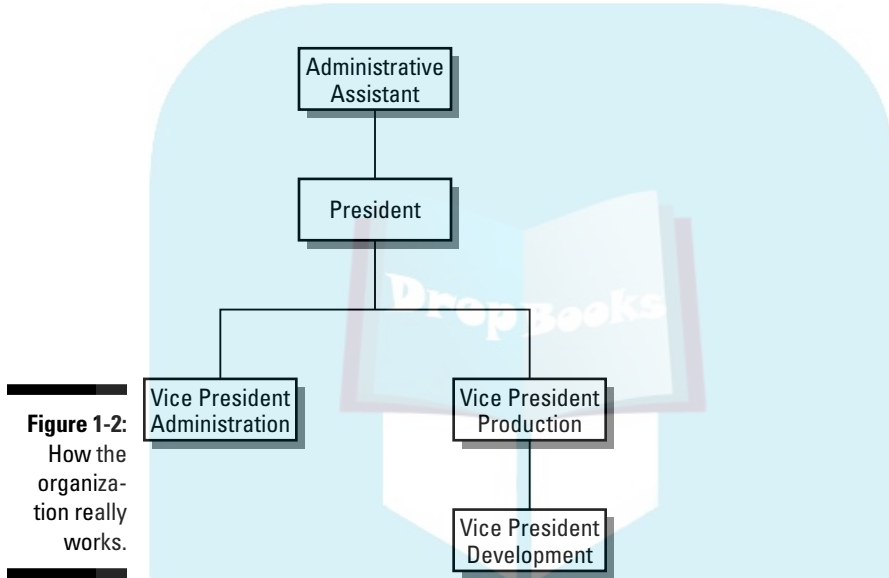 Administrative
Assistant
President
DropBooks
Vice President
Administration
Vice President
Production
Figure 1-2:
How the
organiza-
tion really
works.
Vice President
Development